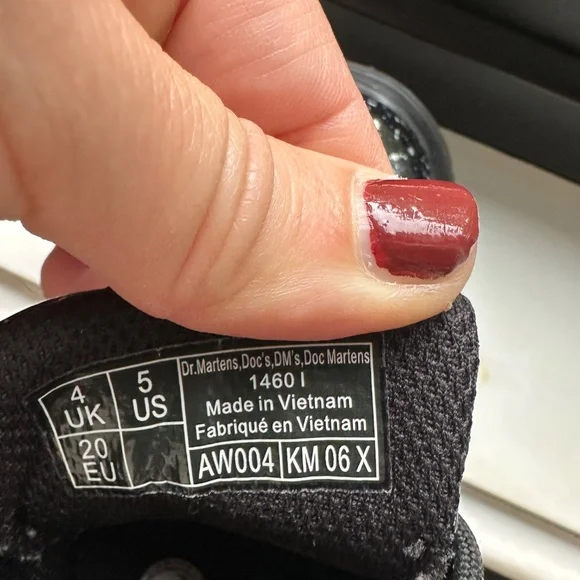 4 UK
5 US
20 EU
Dr.Martens,Doc's,DM's,Doc Martens
1460 I
Made in Vietnam
Fabriqué en Vietnam
AW004 KM 06 X